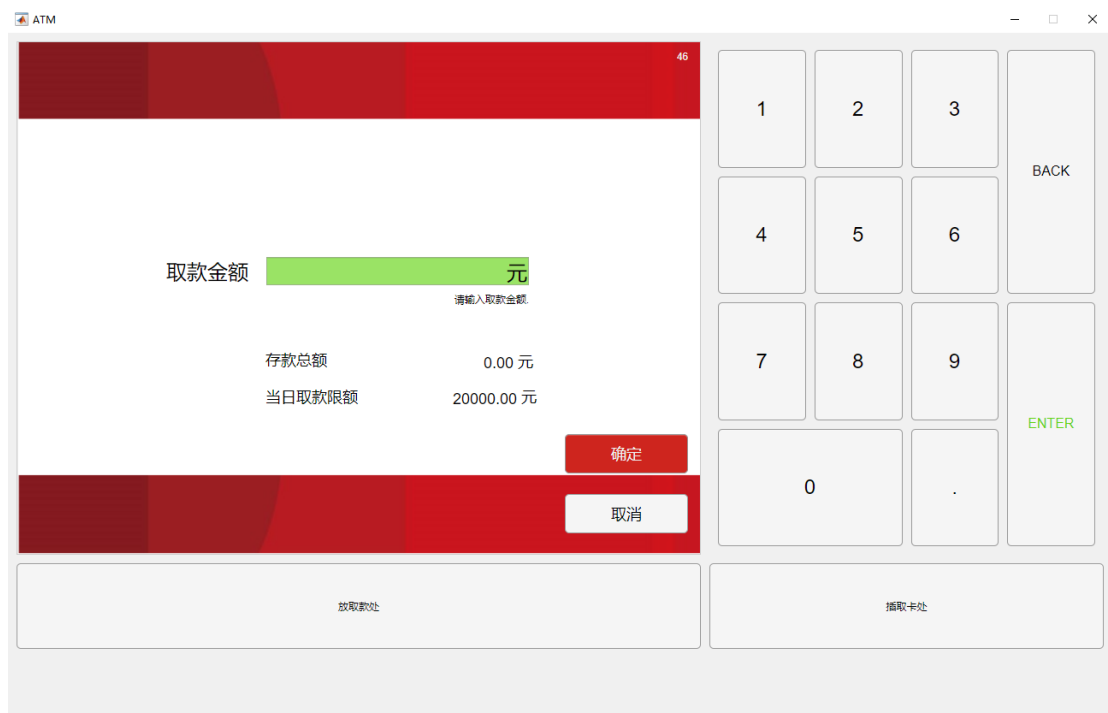 ATM
46
取款金额 元
请输入取款金额.
存款总额 0.00 元
当日取款限额 20000.00 元
确定
取消
1 2 3
BACK
4 5 6
7 8 9
ENTER
0 .
放取款处
插取卡处